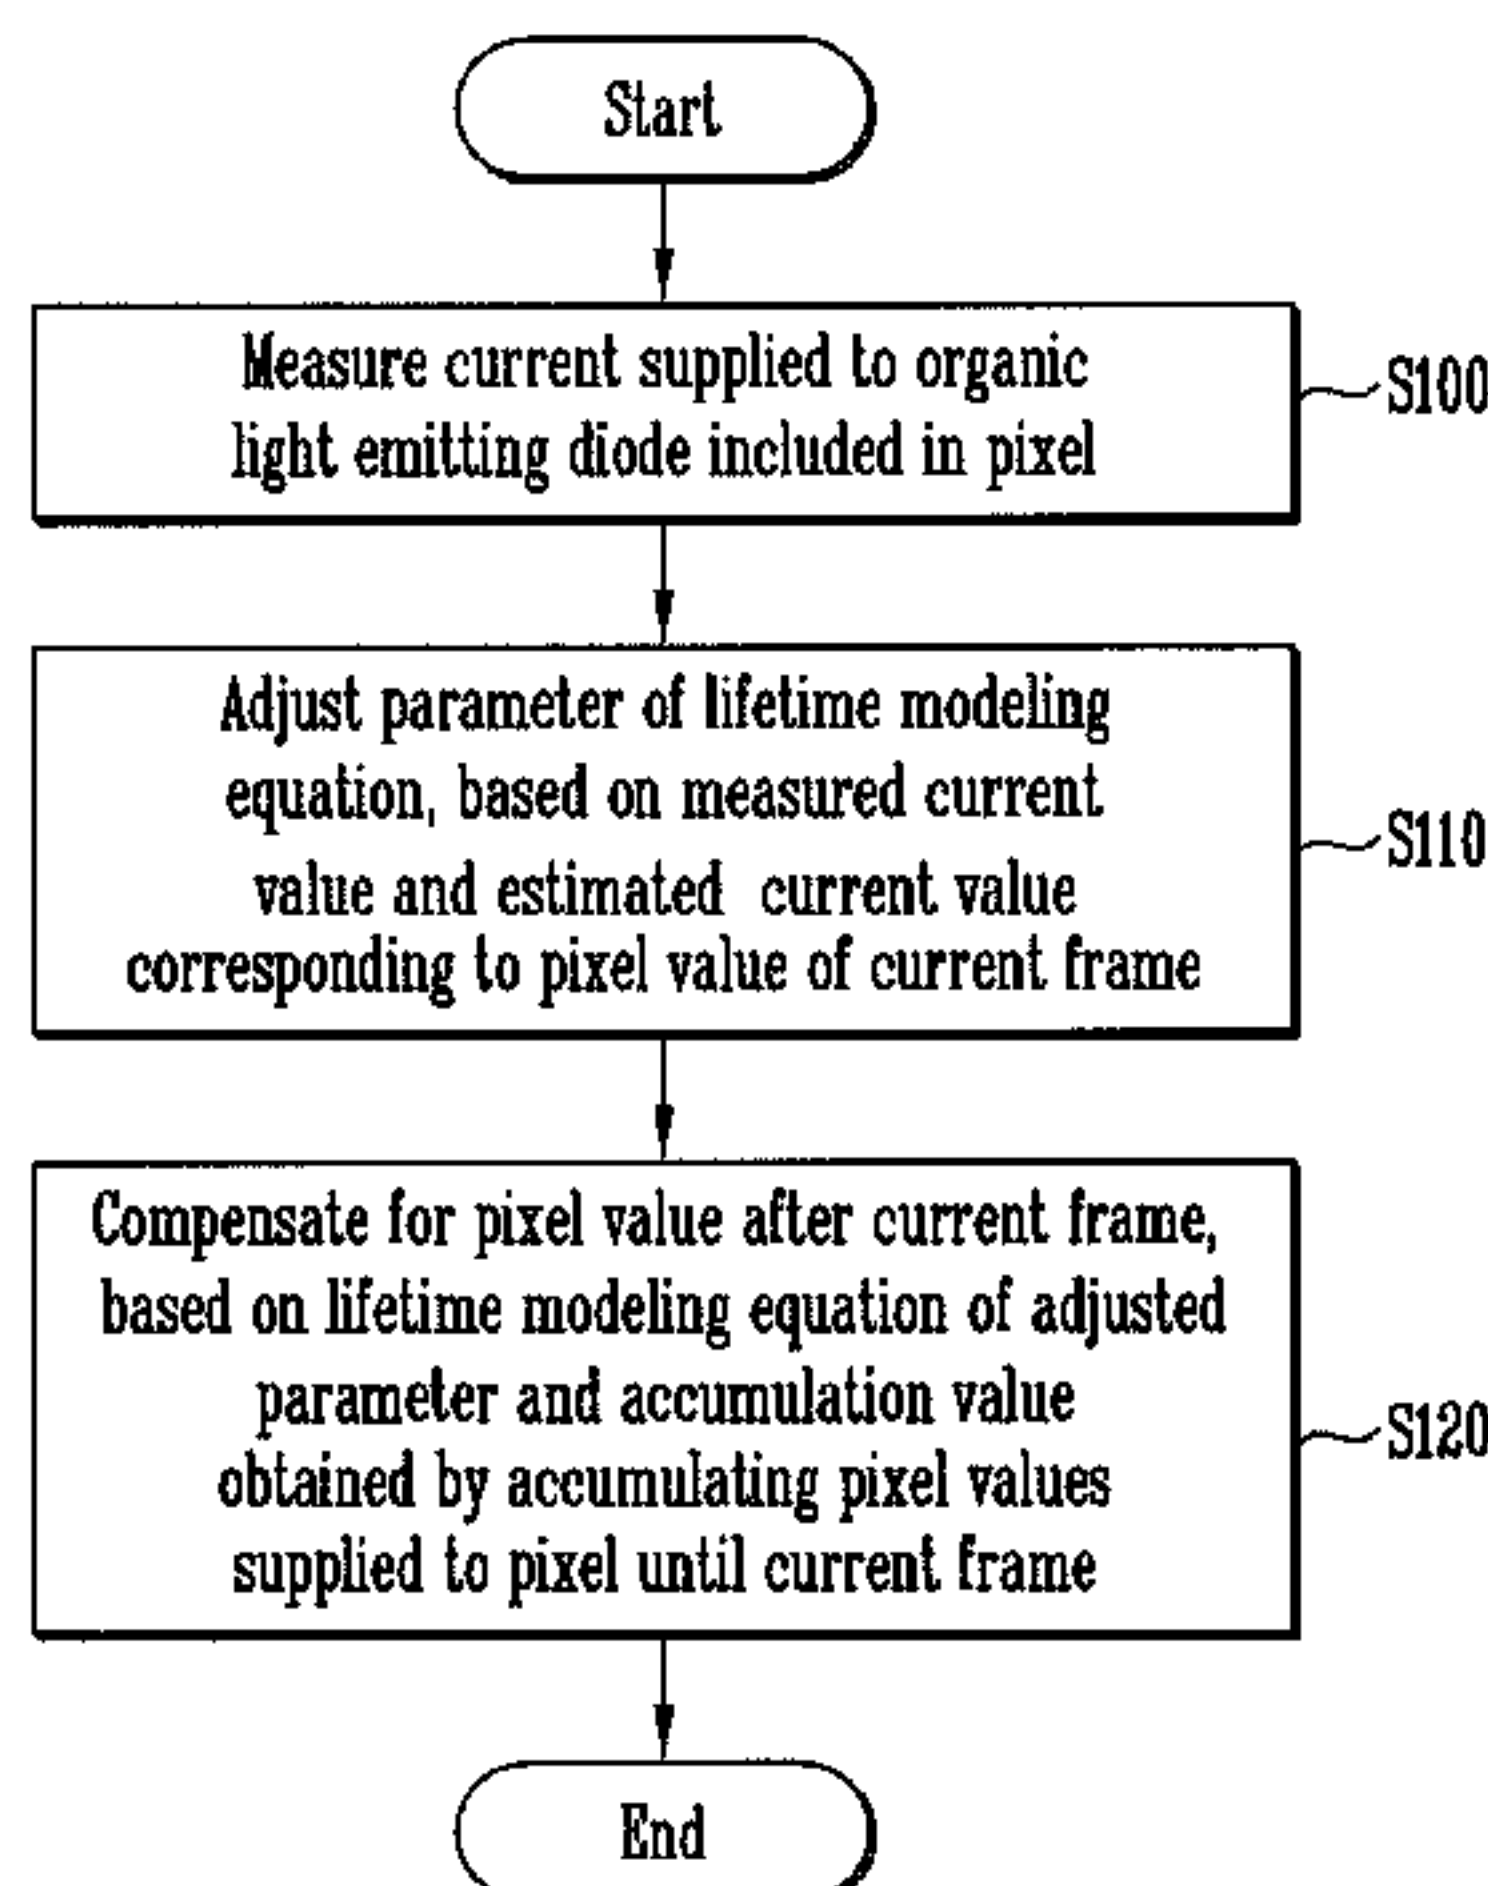 Start
Measure current supplied to organic
light emitting diode included in pixel
S100
Adjust parameter of lifetime modeling
equation, based on measured current
value and estimated current value
corresponding to pixel value of current frame
S110
Compensate for pixel value after current frame,
based on lifetime modeling equation of adjusted
parameter and accumulation value
obtained by accumulating pixel values
supplied to pixel until current frame
S120
End